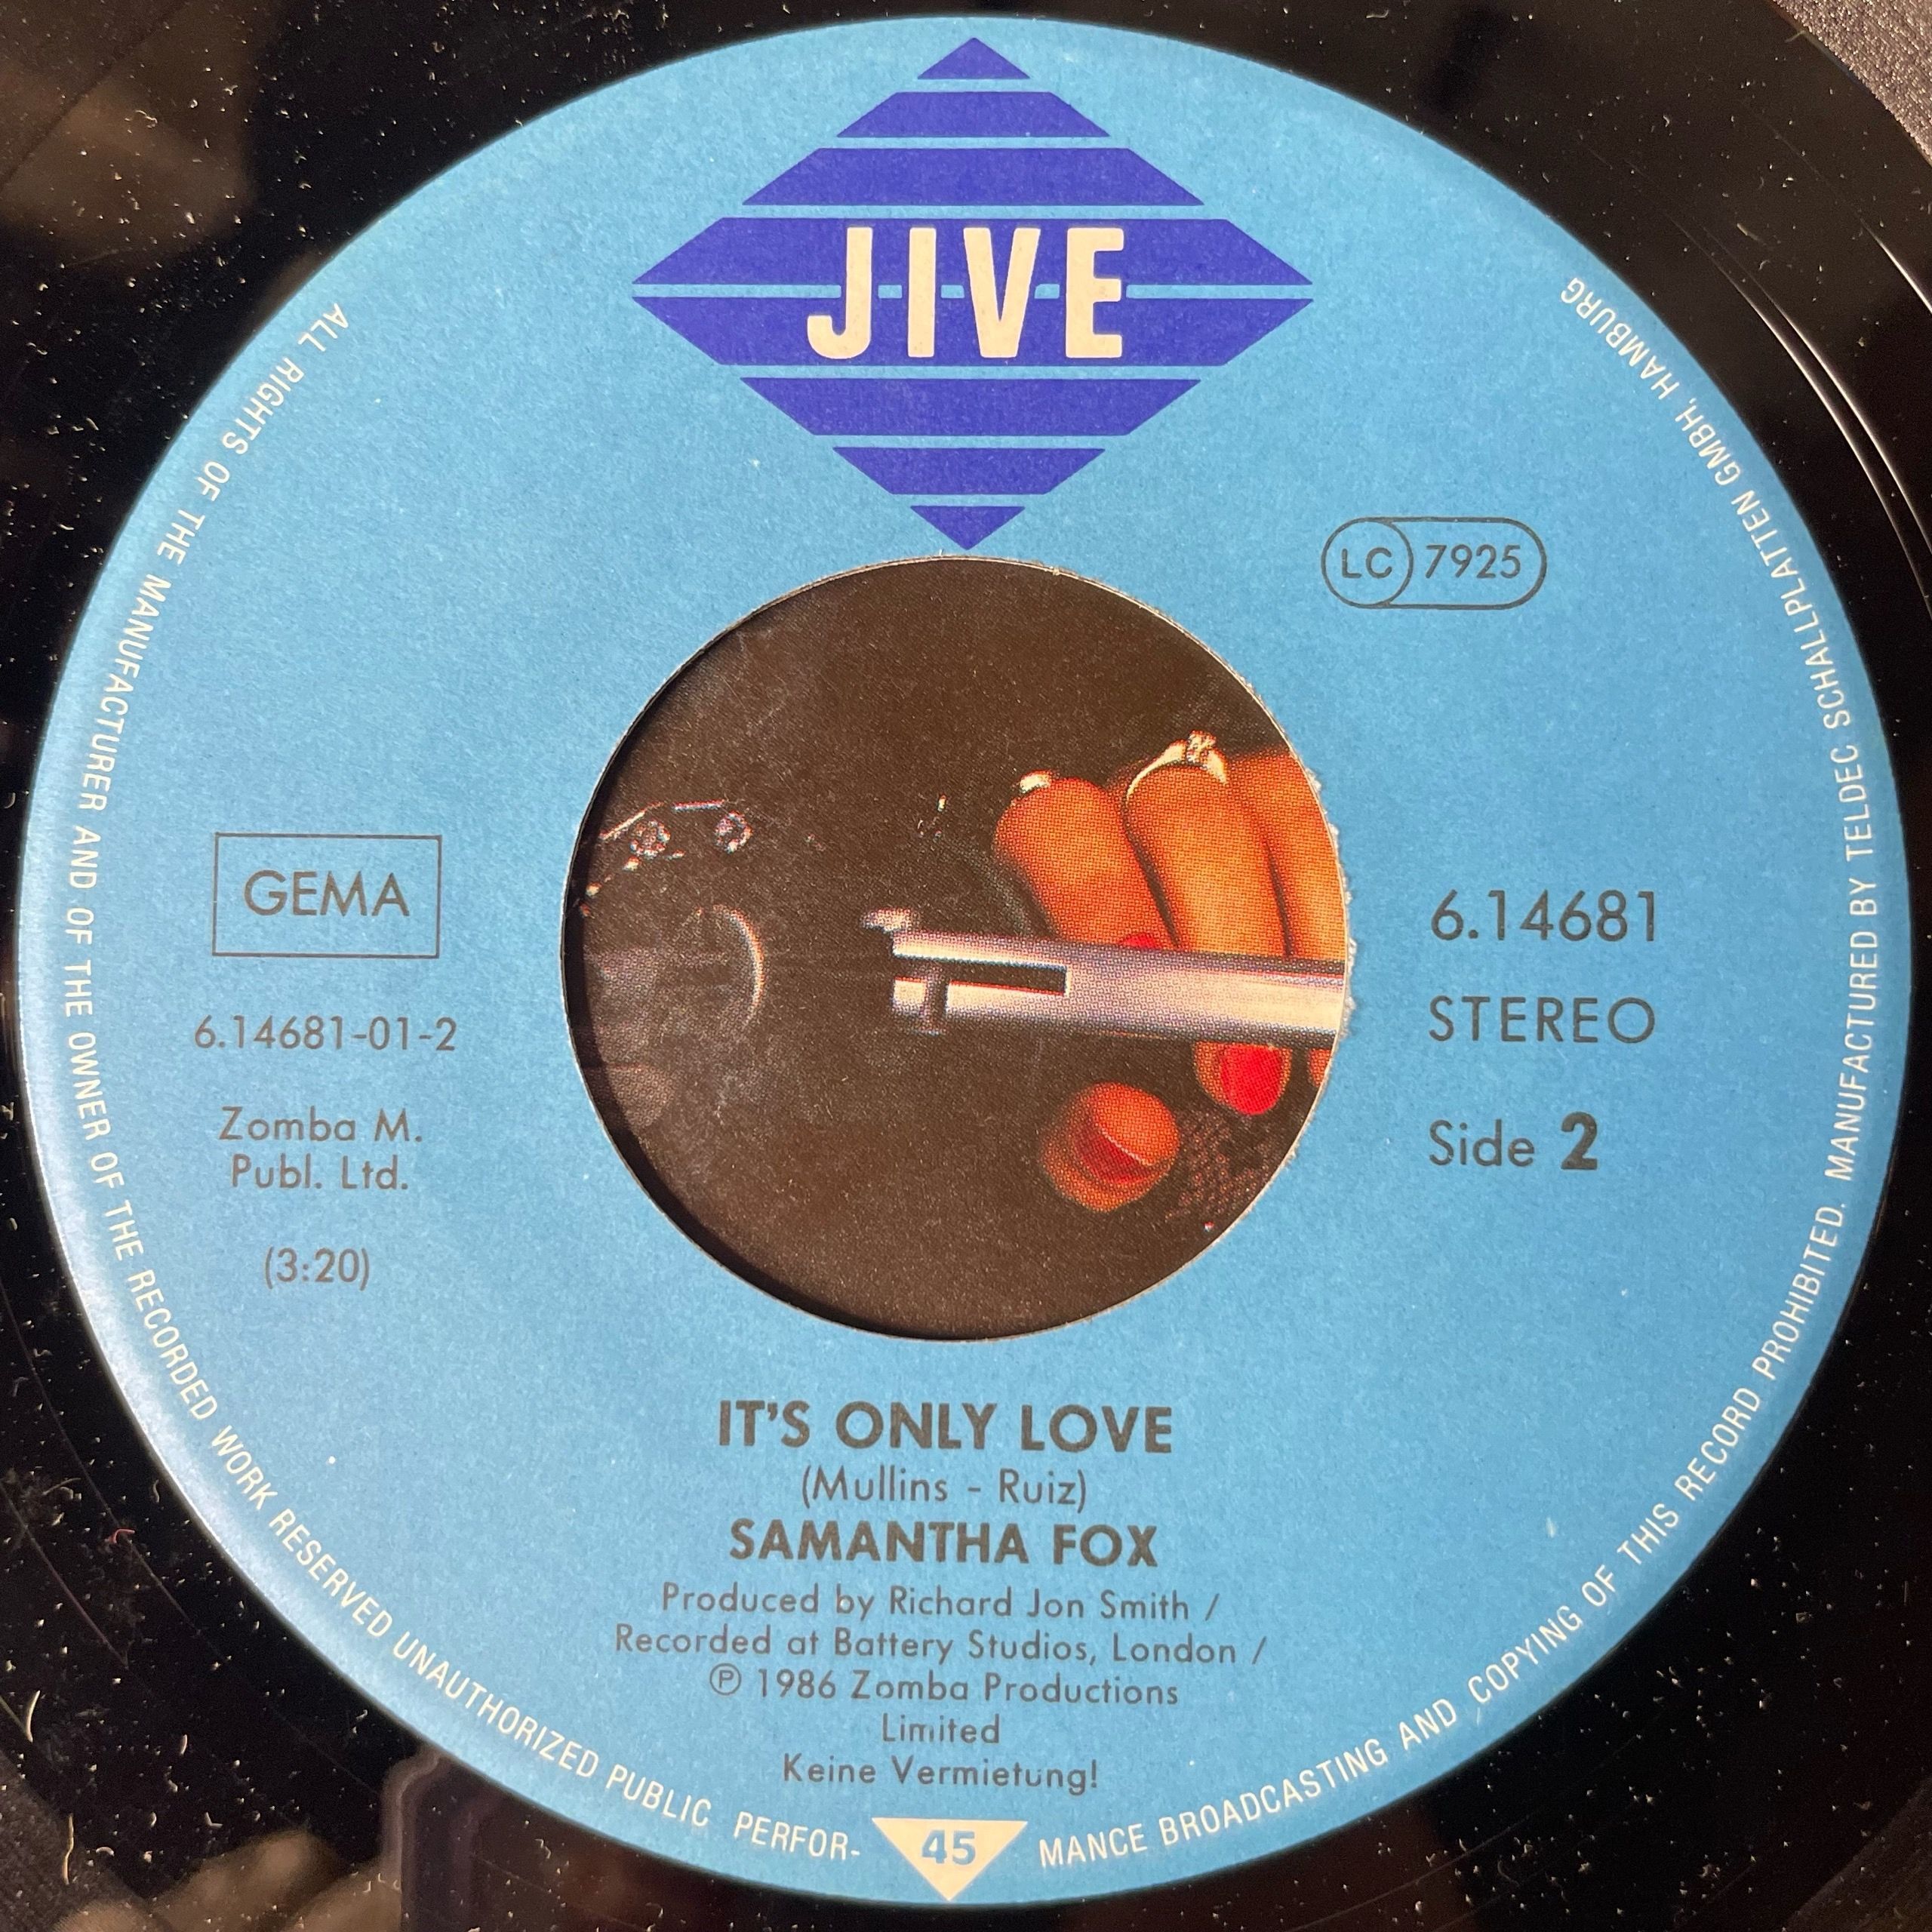 JIVE
LC 7925
GEMA
6.14681-01-2
Zomba M.
Publ. Ltd.
(3:20)
6.14681
STEREO
Side 2
IT'S ONLY LOVE
(Mullins - Ruiz)
SAMANTHA FOX
Produced by Richard Jon Smith /
Recorded at Battery Studios, London /
℗ 1986 Zomba Productions
Limited
Keine Vermietung!
45
ALL RIGHTS OF THE MANUFACTURER AND OF THE OWNER OF THE RECORDED WORK RESERVED UNAUTHORIZED PUBLIC PERFOR-
MANCE BROADCASTING AND COPYING OF THIS RECORD PROHIBITED. MANUFACTURED BY TELDEC SCHALLPLATTEN GMBH, HAMBURG